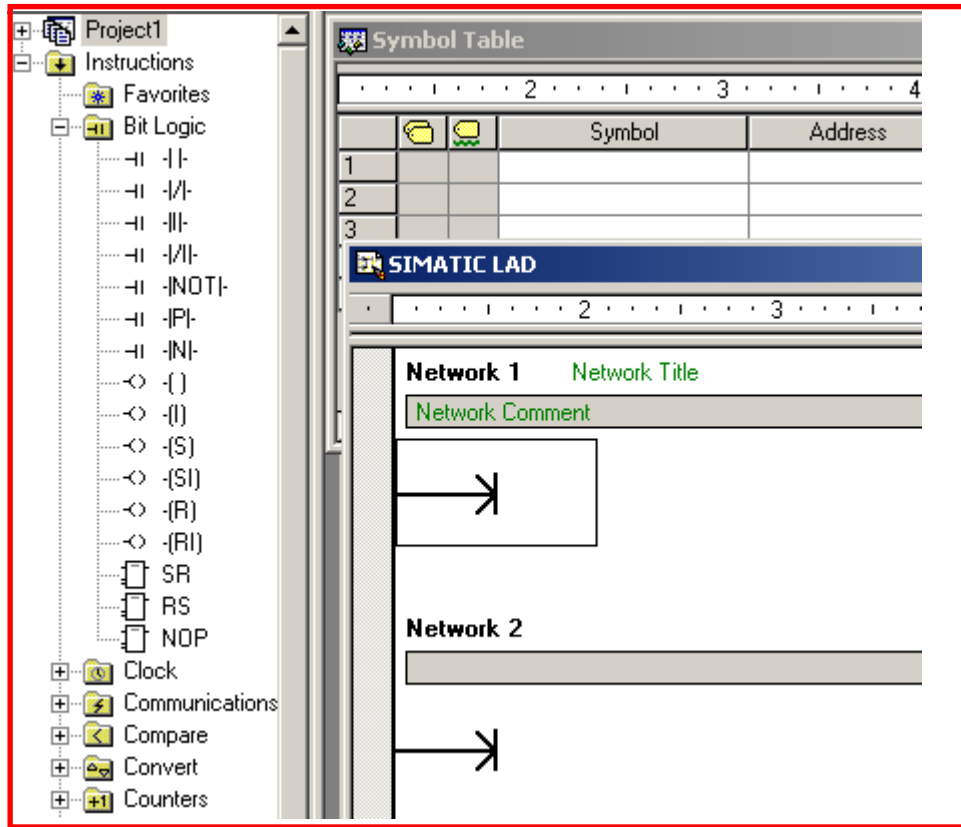 Project1
Instructions
Favorites
Bit Logic
-| |-
-|/|-
-|I|-
-|/I|-
-|NOT|-
-|P|-
-|N|-
-( )
-(I)
-(S)
-(SI)
-(R)
-(RI)
SR
RS
NOP
Clock
Communications
Compare
Convert
Counters
Symbol Table
2 3 4
Symbol Address
1
2
3
SIMATIC LAD
2 3
Network 1 Network Title
Network Comment
Network 2